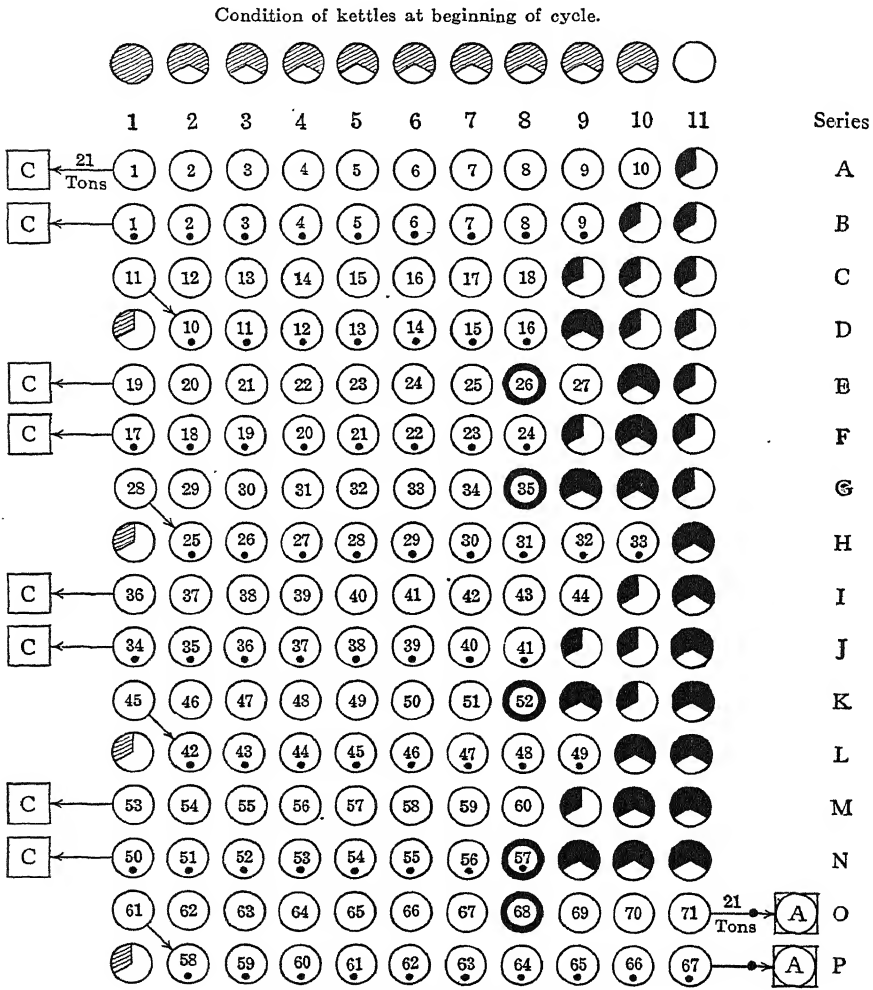 Condition of kettles at beginning of cycle.
1 2 3 4 5 6 7 8 9 10 11 Series
C 21 Tons 1 2 3 4 5 6 7 8 9 10 A
C 1 2 3 4 5 6 7 8 9 B
11 12 13 14 15 16 17 18 C
10 11 12 13 14 15 16 D
C 19 20 21 22 23 24 25 26 27 E
C 17 18 19 20 21 22 23 24 F
28 29 30 31 32 33 34 35 G
25 26 27 28 29 30 31 32 33 H
C 36 37 38 39 40 41 42 43 44 I
C 34 35 36 37 38 39 40 41 J
45 46 47 48 49 50 51 52 K
42 43 44 45 46 47 48 49 L
C 53 54 55 56 57 58 59 60 M
C 50 51 52 53 54 55 56 57 N
61 62 63 64 65 66 67 68 69 70 71 21 Tons A O
58 59 60 61 62 63 64 65 66 67 A P